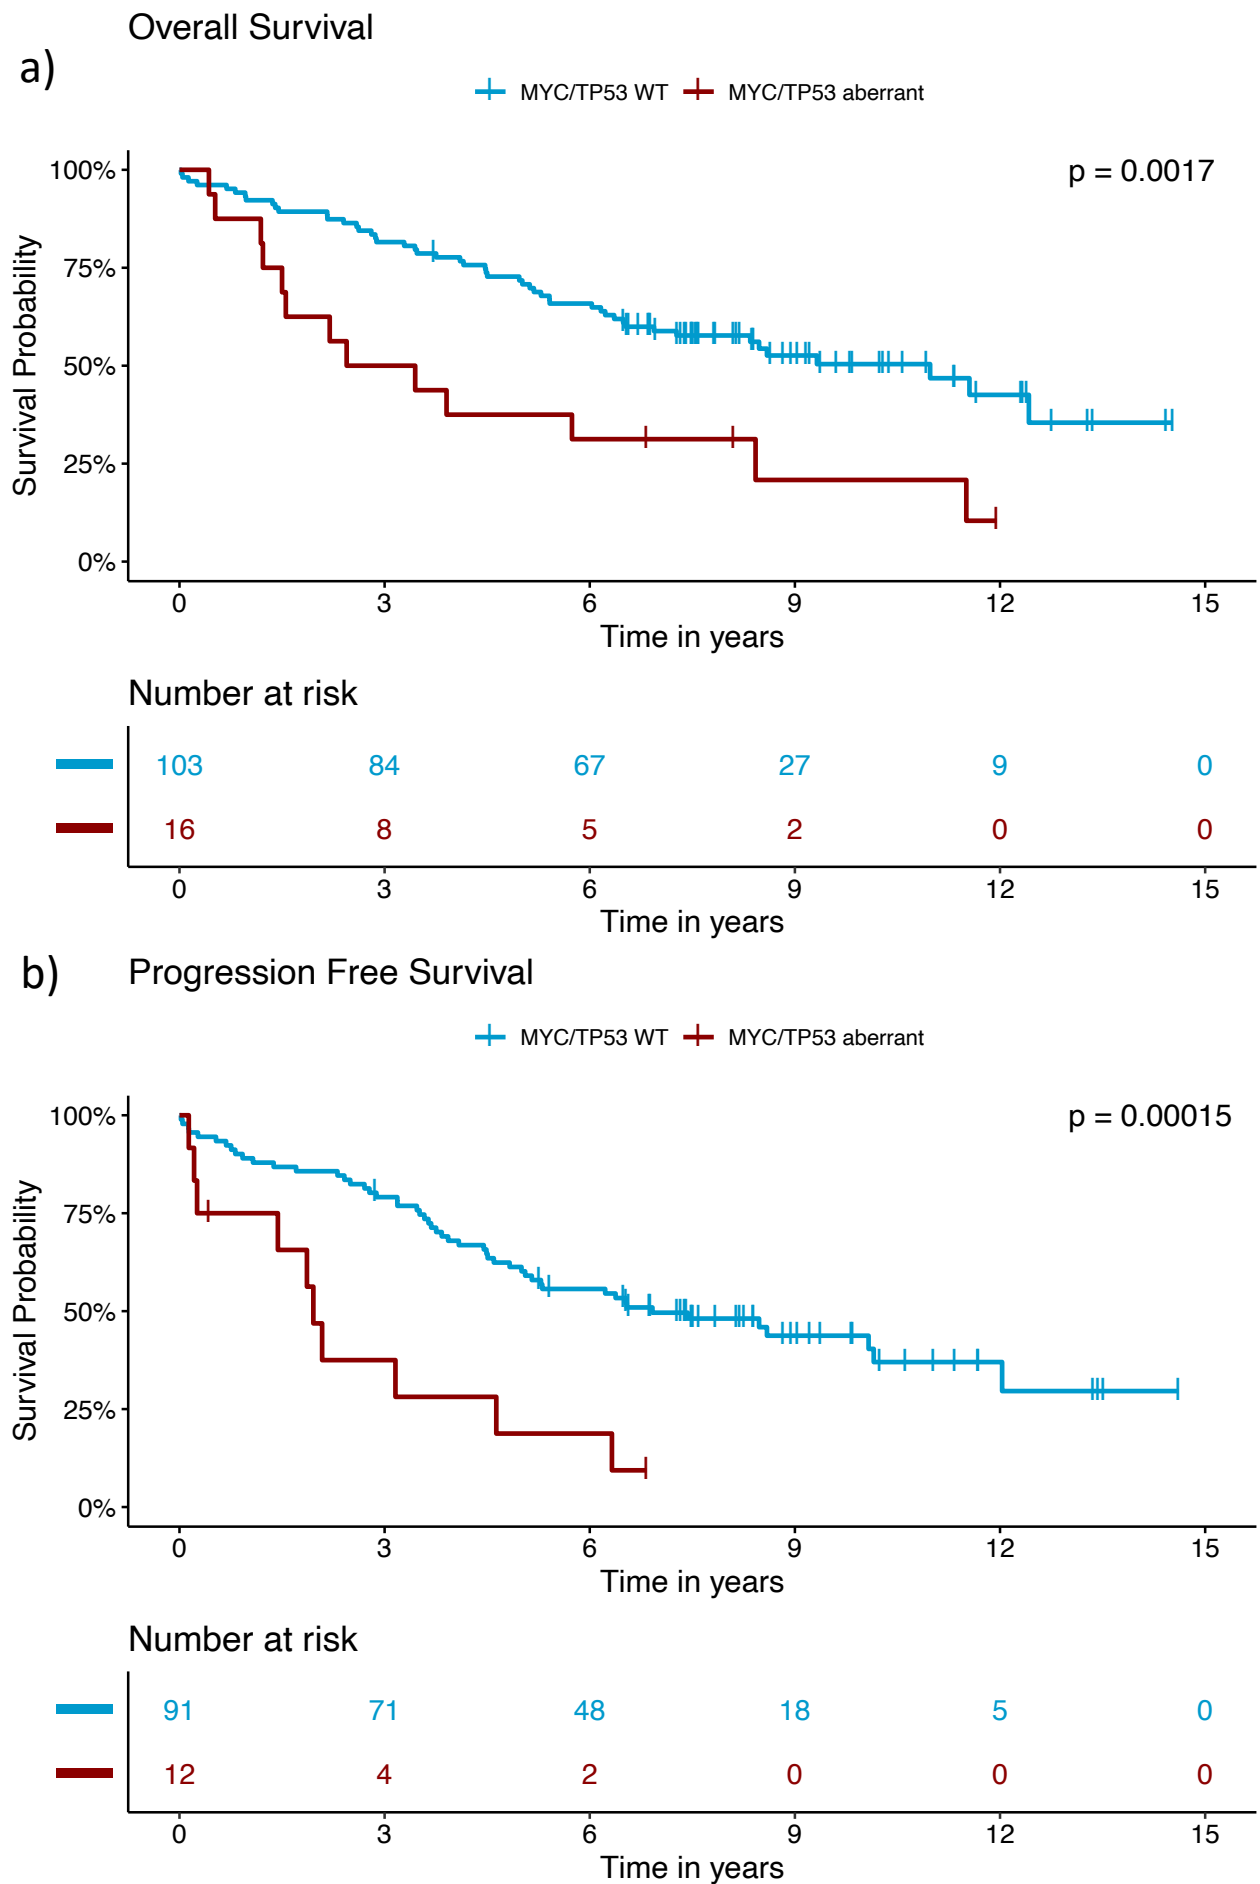 Overall Survival
a)
MYC/TP53 WT MYC/TP53 aberrant
p = 0.0017
Survival Probability
100%
75%
50%
25%
0%
0 3 6 9 12 15
Time in years
Number at risk
103 84 67 27 9 0
16 8 5 2 0 0
0 3 6 9 12 15
Time in years
b) Progression Free Survival
MYC/TP53 WT MYC/TP53 aberrant
p = 0.00015
Survival Probability
100%
75%
50%
25%
0%
0 3 6 9 12 15
Time in years
Number at risk
91 71 48 18 5 0
12 4 2 0 0 0
0 3 6 9 12 15
Time in years